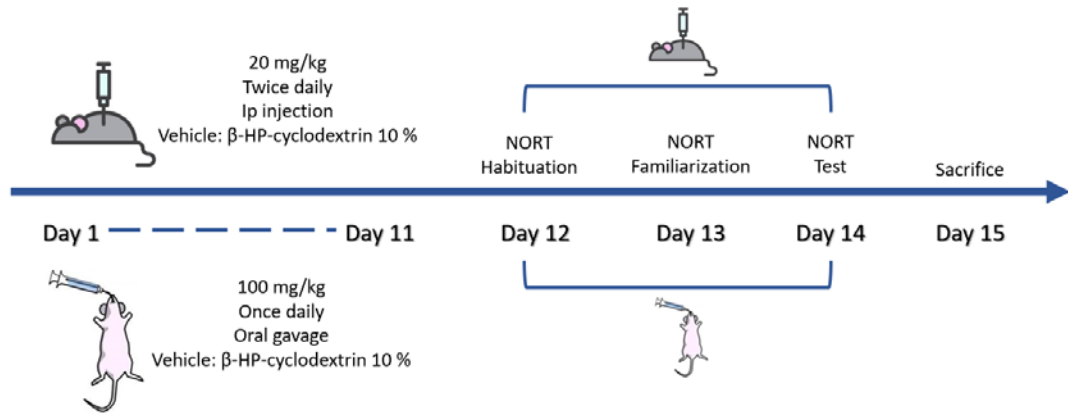 20 mg/kg
Twice daily
Ip injection
Vehicle: β-HP-cyclodextrin 10 %
NORT
Habituation
NORT
Familiarization
NORT
Test
Sacrifice
Day 1
Day 11
Day 12
Day 13
Day 14
Day 15
100 mg/kg
Once daily
Oral gavage
Vehicle: β-HP-cyclodextrin 10 %